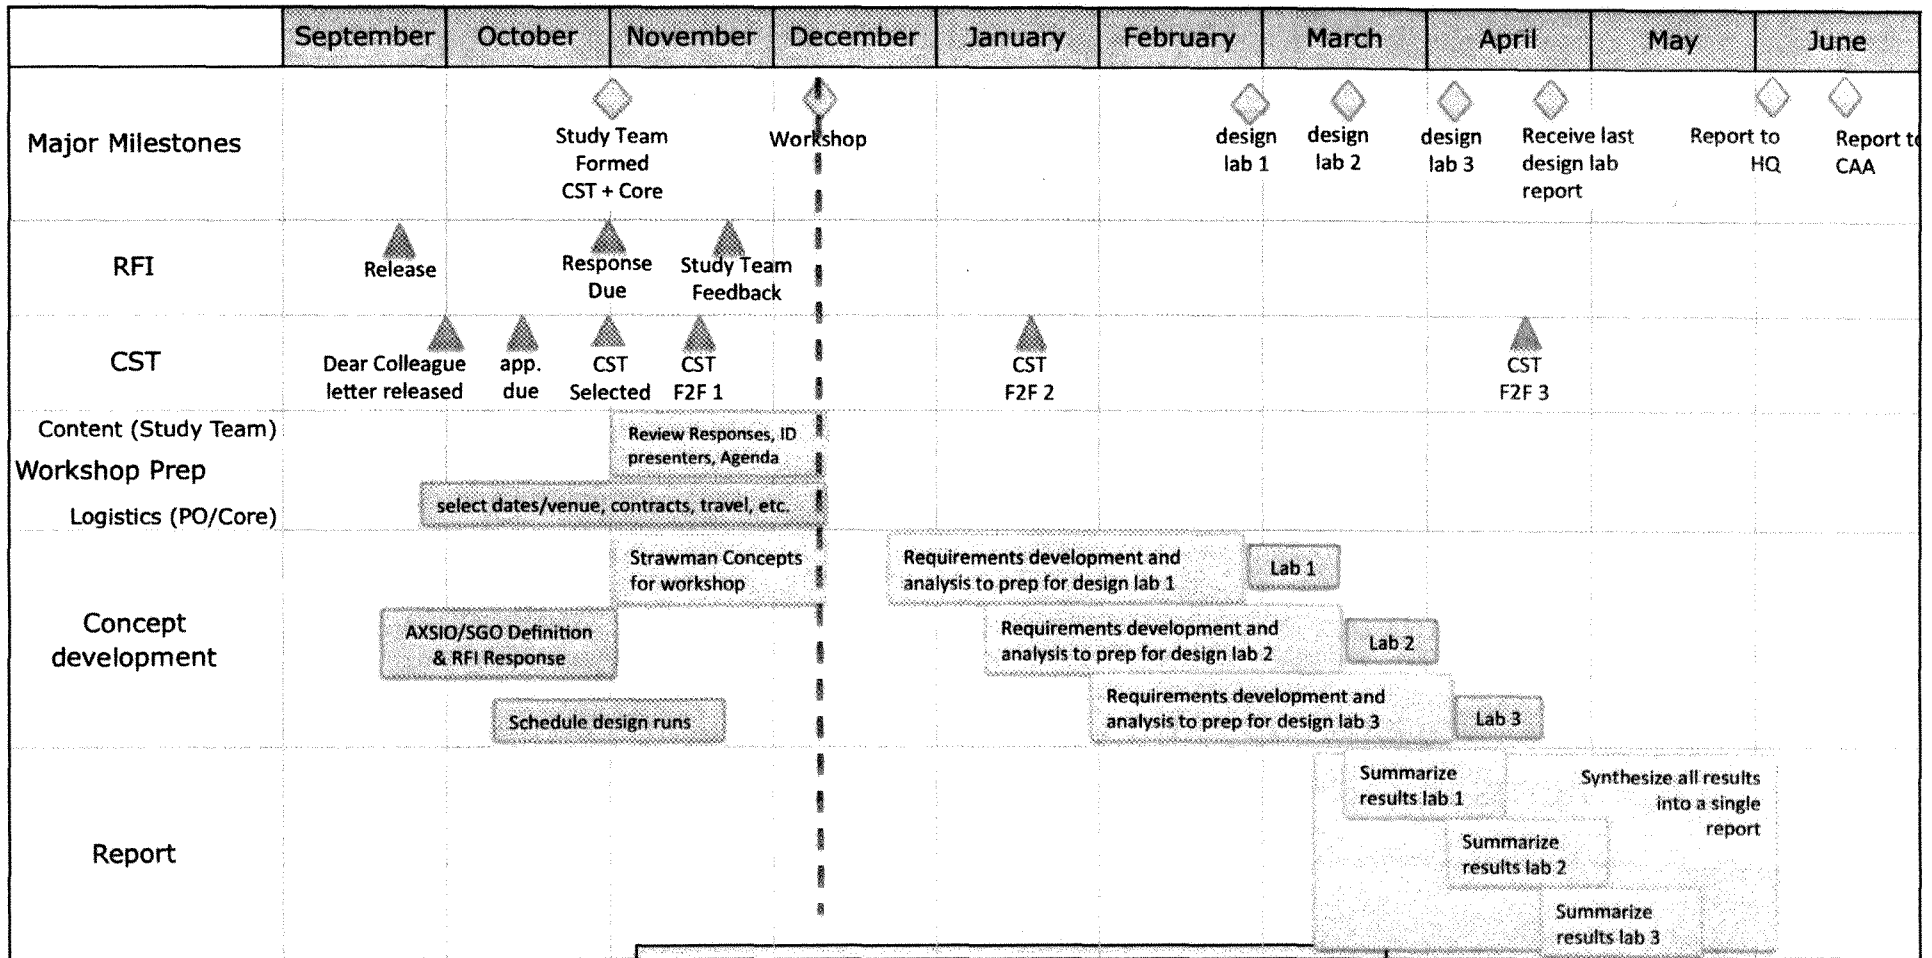 September October November December January February March April May June
Major Milestones
Study Team
Formed
CST + Core
Workshop
design
lab 1
design
lab 2
design
lab 3
Receive last
design lab
report
Report to
HQ
Report to
CAA
RFI
Release
Response
Due
Study Team
Feedback
CST
Dear Colleague
letter released
app.
due
CST
Selected
CST
F2F 1
CST
F2F 2
CST
F2F 3
Content (Study Team)
Workshop Prep
Logistics (PO/Core)
Review Responses, ID
presenters, Agenda
select dates/venue, contracts, travel, etc.
Concept
development
Strawman Concepts
for workshop
Requirements development and
analysis to prep for design lab 1
Lab 1
AXSIO/SGO Definition
& RFI Response
Requirements development and
analysis to prep for design lab 2
Lab 2
Schedule design runs
Requirements development and
analysis to prep for design lab 3
Lab 3
Report
Summarize
results lab 1
Synthesize all results
into a single
report
Summarize
results lab 2
Summarize
results lab 3